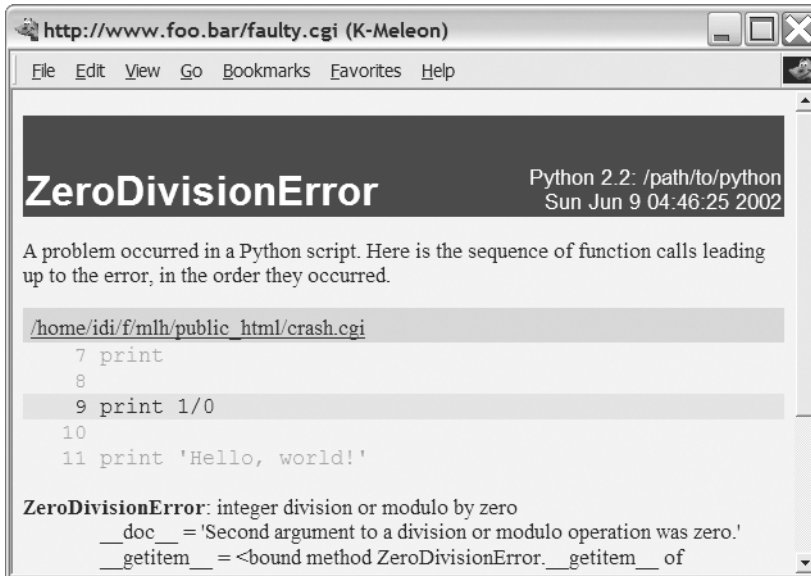 http://www.foo.bar/faulty.cgi (K-Meleon)
File Edit View Go Bookmarks Favorites Help
ZeroDivisionError
Python 2.2: /path/to/python
Sun Jun 9 04:46:25 2002
A problem occurred in a Python script. Here is the sequence of function calls leading
up to the error, in the order they occurred.
/home/idi/f/mlh/public_html/crash.cgi
7 print
8
9 print 1/0
10
11 print 'Hello, world!'
ZeroDivisionError: integer division or modulo by zero
__doc__ = 'Second argument to a division or modulo operation was zero.'
__getitem__ = <bound method ZeroDivisionError.__getitem__ of